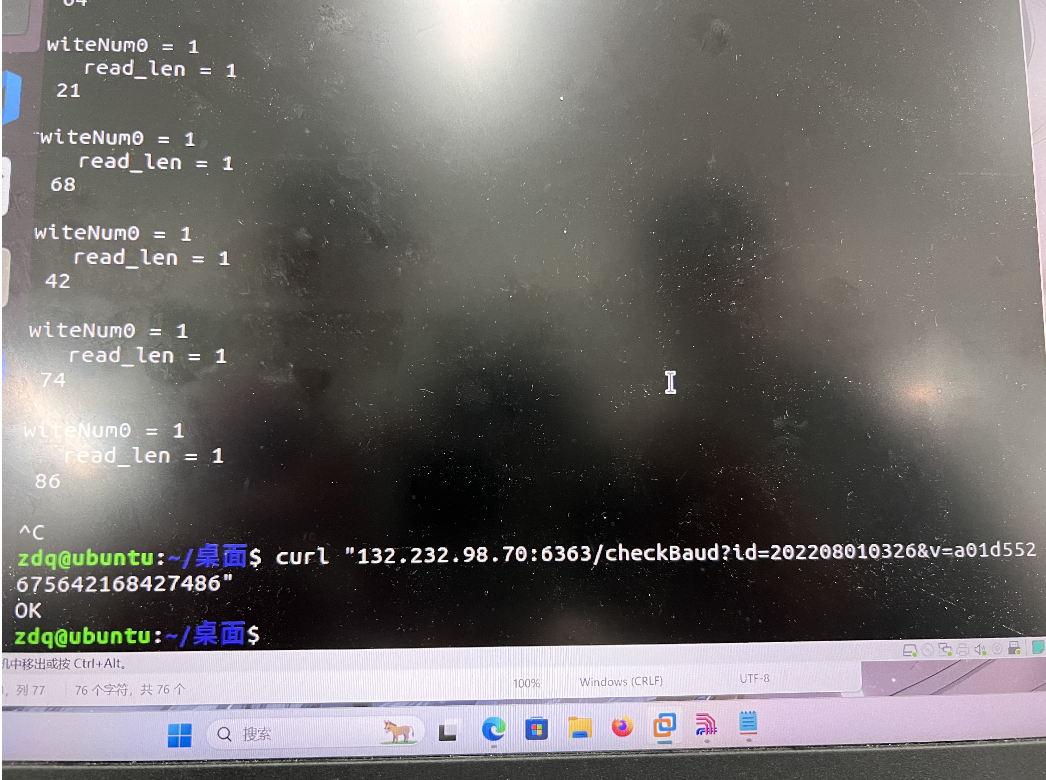 witeNum0 = 1
read_len = 1
21
witeNum0 = 1
read_len = 1
68
witeNum0 = 1
read_len = 1
42
witeNum0 = 1
read_len = 1
74
witeNum0 = 1
read_len = 1
86
^C
zdq@ubuntu:~/桌面$ curl "132.232.98.70:6363/checkBaud?id=202208010326&v=a01d552
675642168427486"
OK
zdq@ubuntu:~/桌面$
机中移出或按 Ctrl+Alt。
, 列 77 76 个字符，共 76 个 100% Windows (CRLF) UTF-8
搜索